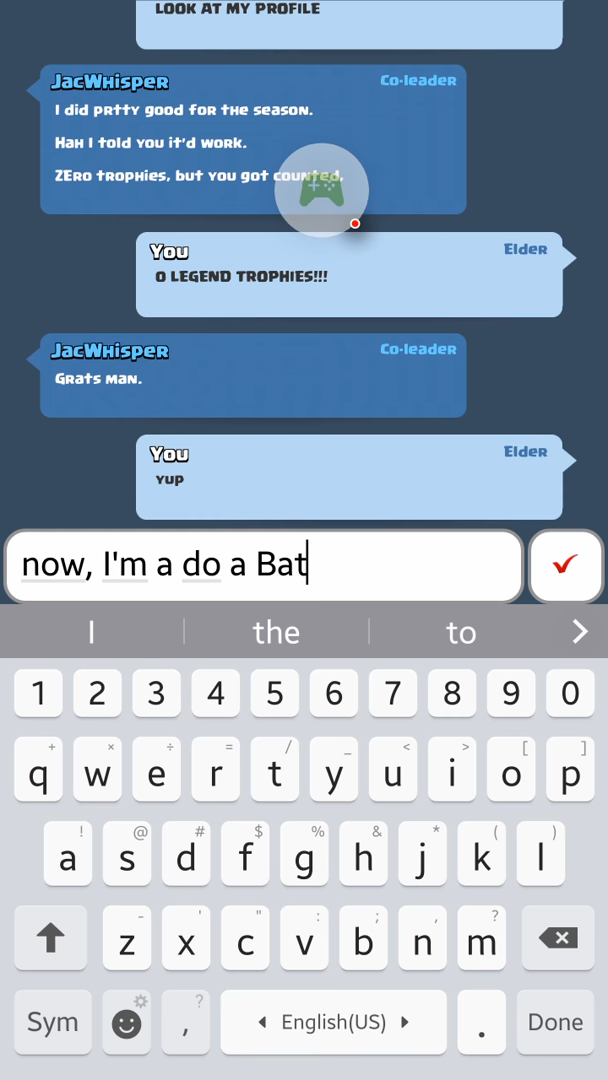 LOOK AT MY PROFILE
JacWhisper Co-leader
I did prtty good for the season.
Hah I told you it'd work.
ZEro trophies, but you got counted.
You Elder
0 LEGEND TROPHIES!!!
JacWhisper Co-leader
Grats man.
You Elder
yup
now, I'm a do a Bat
I the to
1 2 3 4 5 6 7 8 9 0
+ × ÷ = / _ < > [ ]
q w e r t y u i o p
! @ # $ % & * ( )
a s d f g h j k l
- ' " : ; , ?
z x c v b n m
?
Sym , English(US) . Done